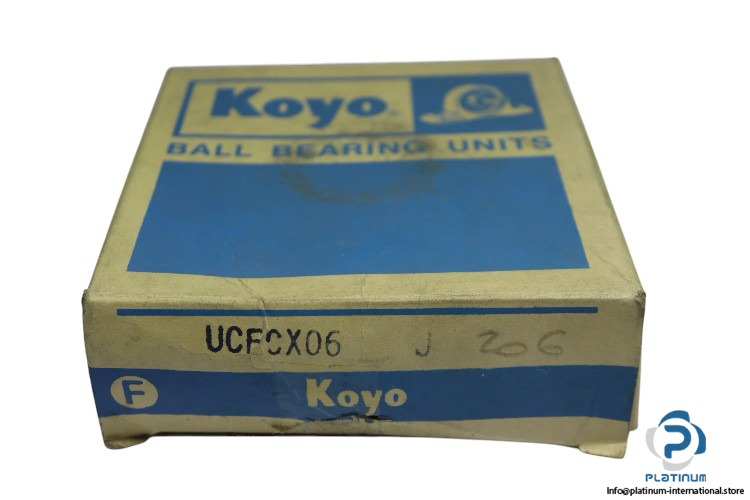 Koyo
BALL BEARING UNITS
UCFCX06 J 206
F Koyo
PLATINUM
Info@platinum-international.store